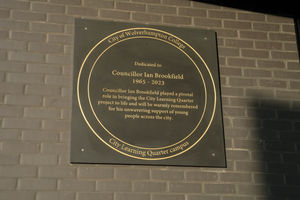 City of Wolverhampton College
Dedicated to
Councillor Ian Brookfield
1965 - 2023
Councillor Ian Brookfield played a pivotal
role in bringing the City Learning Quarter
project to life and will be warmly remembered
for his unwavering support of young
people across the city.
City Learning Quarter campus